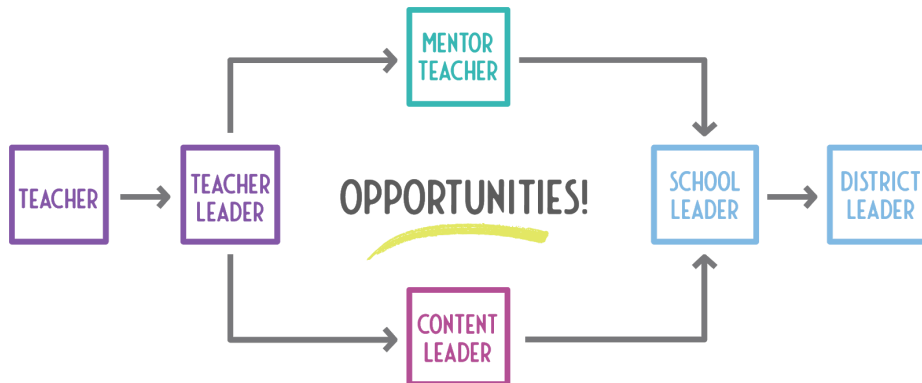 MENTOR
TEACHER
TEACHER
TEACHER
LEADER
OPPORTUNITIES!
SCHOOL
LEADER
DISTRICT
LEADER
CONTENT
LEADER